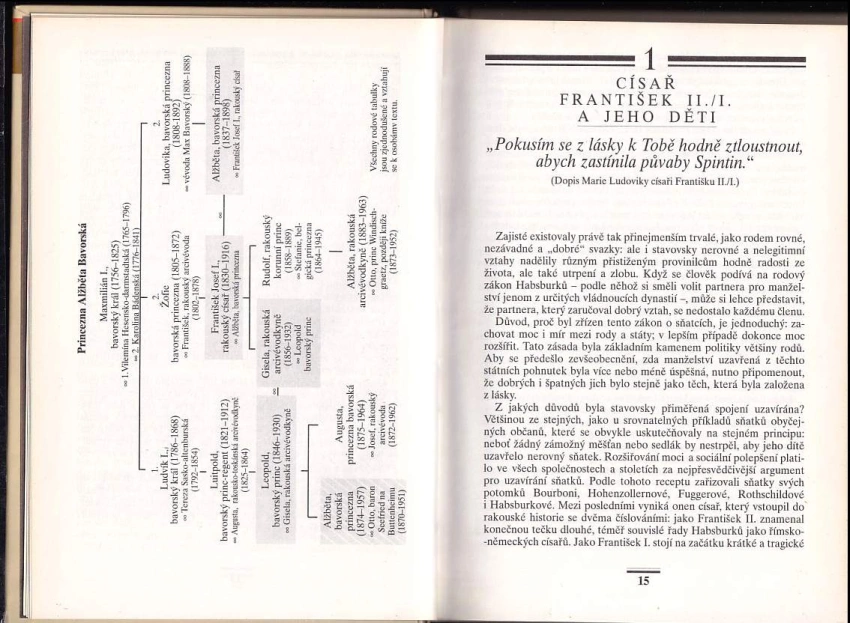 Princezna Alžběta Bavorská
Maxmilián I.,
bavorský král (1756–1825)
∞ 1. Vilemína Hesensko-darmstadtská (1765–1796)
∞ 2. Karolina Bádenská (1776–1841)
1.
Ludvík I.,
bavorský král (1786–1868)
∞ Tereza Sasko-altenburská
(1792–1854)
2.
Žofie,
bavorská princezna (1805–1872)
∞ František, rakouský arcivévoda
(1802–1878)
2.
Ludovika, bavorská princezna
(1808–1892)
∞ vévoda Max Bavorský (1808–1888)
Luitpold,
bavorský princ-regent (1821–1912)
∞ Augusta, rakousko-toskánská arcivévodkyně
(1825–1864)
František Josef I.,
rakouský císař (1830–1916)
∞ Alžběta, bavorská princezna
∞
Alžběta, bavorská princezna
(1837–1898)
∞ František Josef I., rakouský císař
Leopold,
bavorský princ (1846–1930)
∞ Gisela, rakouská arcivévodkyně
∞
Gisela, rakouská
arcivévodkyně
(1856–1932)
∞ Leopold
bavorský princ
Rudolf, rakouský
korunní princ
(1858–1889)
∞ Stefanie, bel-
gická princezna
(1864–1945)
Alžběta,
bavorská
princezna
(1874–1957)
∞ Otto, baron
Seefried na
Buttenheimu
(1870–1951)
Augusta,
princezna bavorská
(1875–1964)
∞ Josef, rakouský
arcivévoda
(1872–1962)
Alžběta, rakouská
arcivévodkyně (1883–1963)
∞ Otto, princ Windisch-
graetz, později kníže
(1873–1952)
Všechny rodové tabulky
jsou zjednodušené a vztahují
se k osobámv textu.
1
CÍSAŘ
FRANTIŠEK II./I.
A JEHO DĚTI
„Pokusím se z lásky k Tobě hodně ztloustnout,
abych zastínila půvaby Spintin.“
(Dopis Marie Ludoviky císaři Františku II./I.)
Zajisté existovaly právě tak přinejmenším trvalé, jako rodem rovné,
nezávadné a „dobré“ svazky: ale i stavovsky nerovné a nelegitimní
vztahy nadělily různým přistiženým provinilcům hodně radosti ze
života, ale také utrpení a zlobu. Když se člověk podívá na rodový
zákon Habsburků – podle něhož si směli volit partnera pro manžel-
ství jenom z určitých vládnoucích dynastií –, může si lehce představit,
že partnera, který zaručoval dobrý vztah, se nedostalo každému členu.
Důvod, proč byl zřízen tento zákon o sňatcích, je jednoduchý: za-
chovat moc i mír mezi rody a státy; v lepším případě dokonce moc
rozšířit. Tato zásada byla základním kamenem politiky většiny rodů.
Aby se předešlo zevšeobecnění, zda manželství uzavřená z těchto
státních pohnutek byla více nebo méně úspěšná, nutno připomenout,
že dobrých i špatných jich bylo stejně jako těch, která byla založena
z lásky.
Z jakých důvodů byla stavovsky přiměřená spojení uzavírána?
Většinou ze stejných, jako u srovnatelných příkladů sňatků obyčej-
ných občanů, které se obvykle uskutečňovaly na stejném principu:
neboť žádný zámožný měšťan nebo sedlák by nestrpěl, aby jeho dítě
uzavřelo nerovný sňatek. Rozšiřování moci a sociální polepšení plati-
lo ve všech společnostech a stoletích za nejpřesvědčivější argument
pro uzavírání sňatků. Podle tohoto receptu zařizovali sňatky svých
potomků Bourboni, Hohenzollernové, Fuggerové, Rothschildové
i Habsburkové. Mezi posledními vyniká onen císař, který vstoupil do
rakouské historie se dvěma číslováními: jako František II. znamenal
konečnou tečku dlouhé, téměř souvislé řady Habsburků jako římsko-
-německých císařů. Jako František I. stojí na začátku krátké a tragické
15